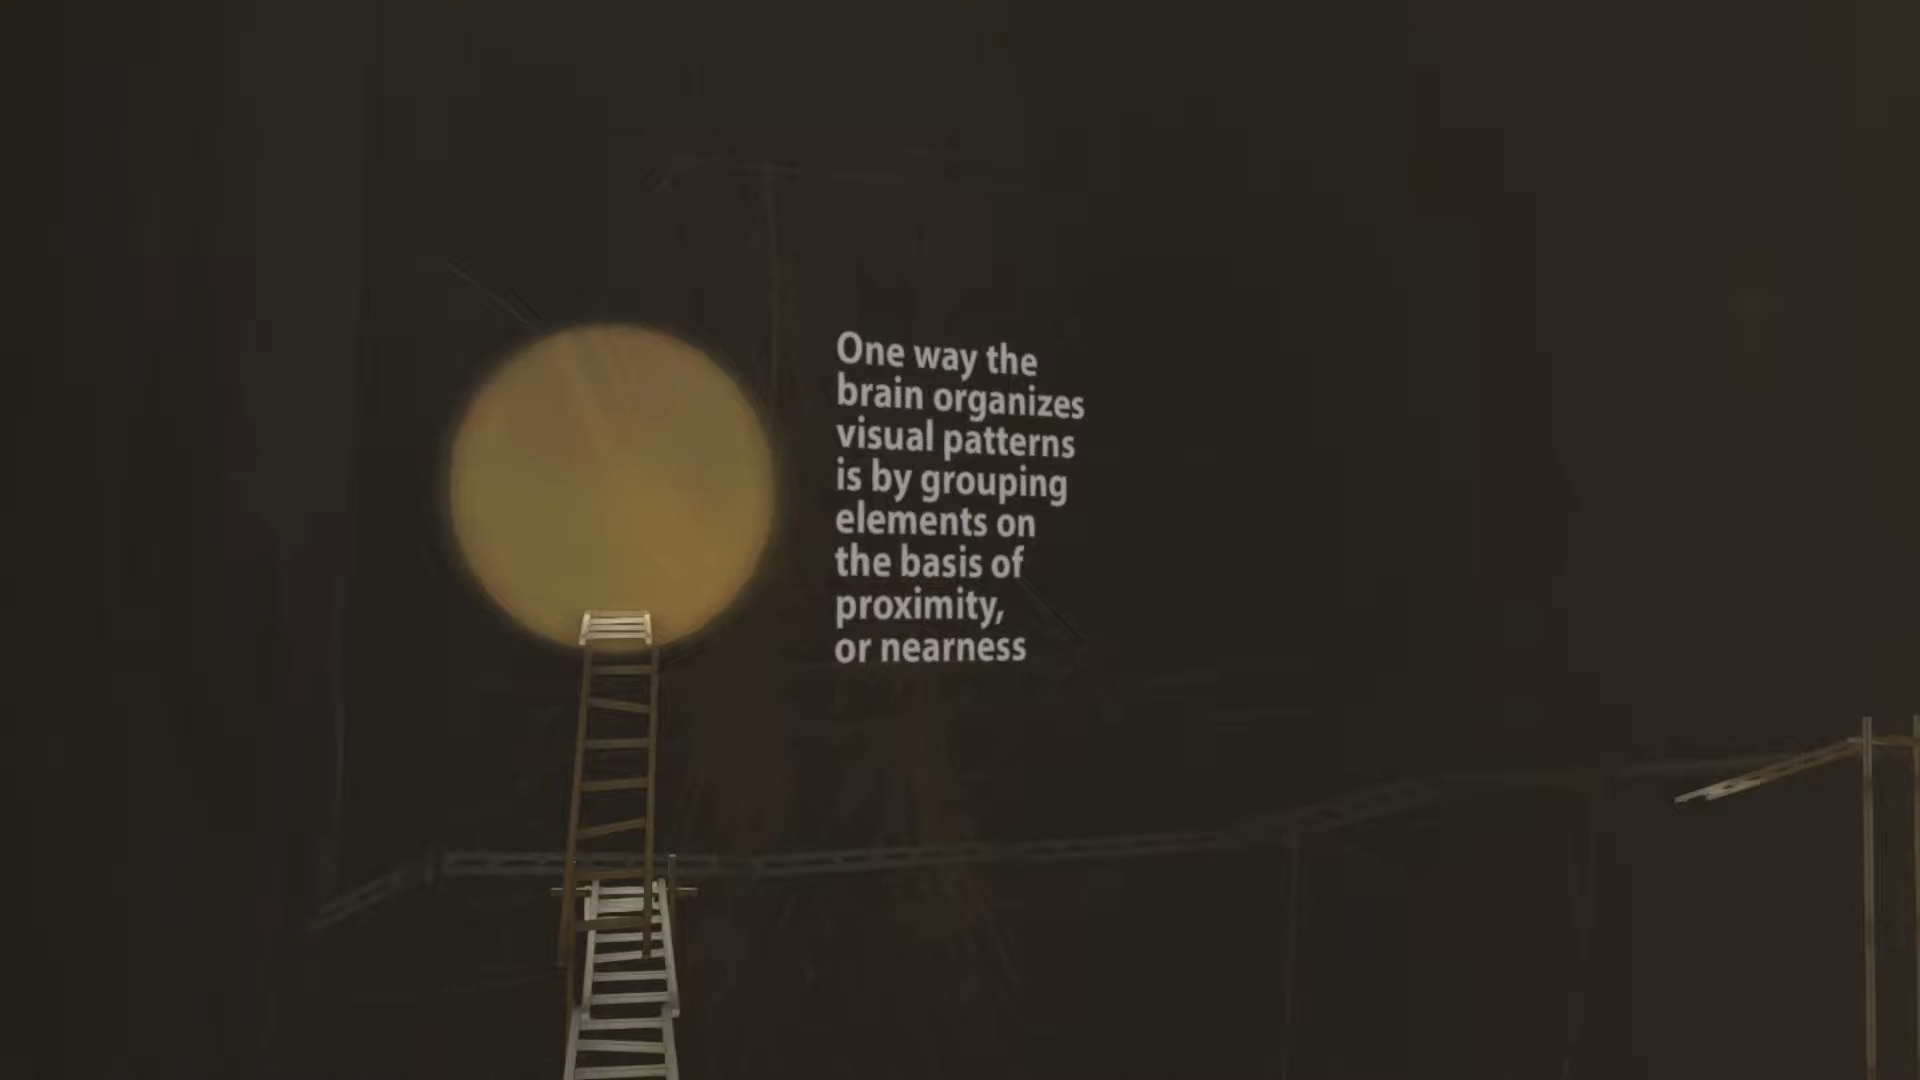 One way the
brain organizes
visual patterns
is by grouping
elements on
the basis of
proximity,
or nearness